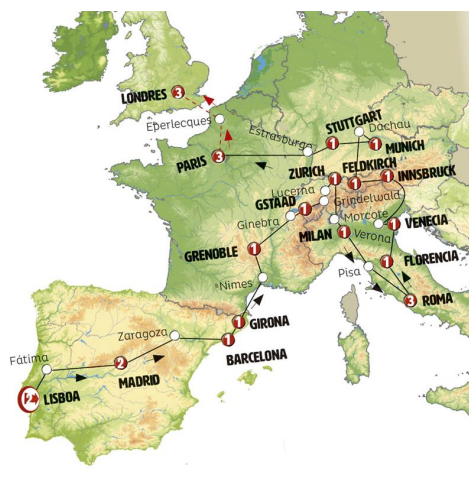 LONDRES 3
Eperlecques
Estrasburgo
STUTTGART
1
Dachau
1
MUNICH
PARIS 3
ZURICH
1
FELDKIRCH
1
1
INNSBRUCK
Lucerna
GSTAAD
1
Grindelwald
Ginebra
Morcote
MILAN
1
Verona
1
VENECIA
GRENOBLE
1
1
FLORENCIA
Pisa
Nimes
3
ROMA
1
GIRONA
Zaragoza
1
BARCELONA
Fátima
2
MADRID
2
LISBOA